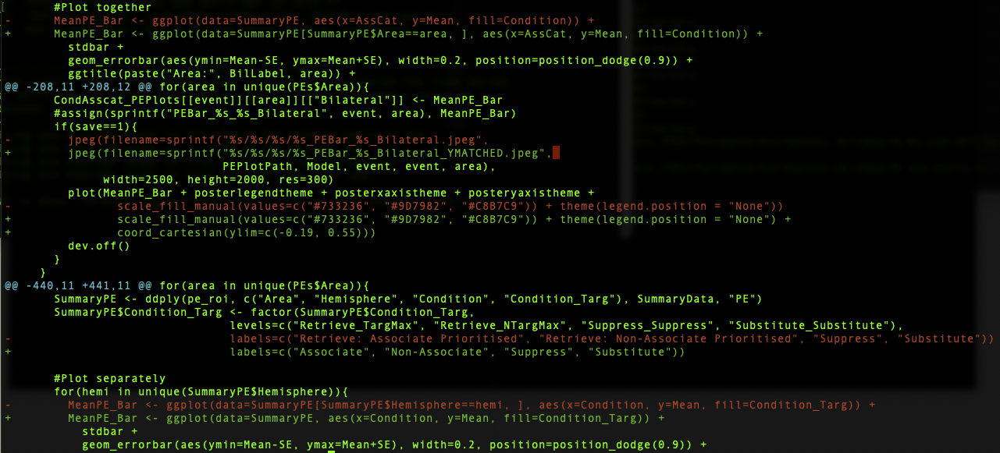 #Plot together
-      MeanPE_Bar <- ggplot(data=SummaryPE, aes(x=AssCat, y=Mean, fill=Condition)) +
+      MeanPE_Bar <- ggplot(data=SummaryPE[SummaryPE$Area==area, ], aes(x=AssCat, y=Mean, fill=Condition)) +
         stdbar +
         geom_errorbar(aes(ymin=Mean-SE, ymax=Mean+SE), width=0.2, position=position_dodge(0.9)) +
         ggtitle(paste("Area:", BilLabel, area)) +
@@ -208,11 +208,12 @@ for(area in unique(PEs$Area)){
       CondAsscat_PEPlots[[event]][[area]][["Bilateral"]] <- MeanPE_Bar
       #assign(sprintf("PEBar_%s_%s_Bilateral", event, area), MeanPE_Bar)
       if(save==1){
-        jpeg(filename=sprintf("%s/%s/%s/%s_PEBar_%s_Bilateral.jpeg",
+        jpeg(filename=sprintf("%s/%s/%s/%s_PEBar_%s_Bilateral_YMATCHED.jpeg",
                               PEPlotPath, Model, event, event, area),
              width=2500, height=2000, res=300)
         plot(MeanPE_Bar + posterlegendtheme + posterxaxistheme + posteryaxistheme +
-               scale_fill_manual(values=c("#733236", "#9D7982", "#C8B7C9")) + theme(legend.position = "None"))
+               scale_fill_manual(values=c("#733236", "#9D7982", "#C8B7C9")) + theme(legend.position = "None") +
+               coord_cartesian(ylim=c(-0.19, 0.55)))
         dev.off()
       }
     }
@@ -440,11 +441,11 @@ for(area in unique(PEs$Area)){
       SummaryPE <- ddply(pe_roi, c("Area", "Hemisphere", "Condition", "Condition_Targ"), SummaryData, "PE")
       SummaryPE$Condition_Targ <- factor(SummaryPE$Condition_Targ,
                                levels=c("Retrieve_TargMax", "Retrieve_NTargMax", "Suppress_Suppress", "Substitute_Substitute"),
-                               labels=c("Retrieve: Associate Prioritised", "Retrieve: Non-Associate Prioritised", "Suppress", "Substitute"))
+                               labels=c("Associate", "Non-Associate", "Suppress", "Substitute"))
       #Plot separately
       for(hemi in unique(SummaryPE$Hemisphere)){
-        MeanPE_Bar <- ggplot(data=SummaryPE[SummaryPE$Hemisphere==hemi, ], aes(x=Condition, y=Mean, fill=Condition_Targ)) +
+        MeanPE_Bar <- ggplot(data=SummaryPE, aes(x=Condition, y=Mean, fill=Condition_Targ)) +
           stdbar +
           geom_errorbar(aes(ymin=Mean-SE, ymax=Mean+SE), width=0.2, position=position_dodge(0.9)) +